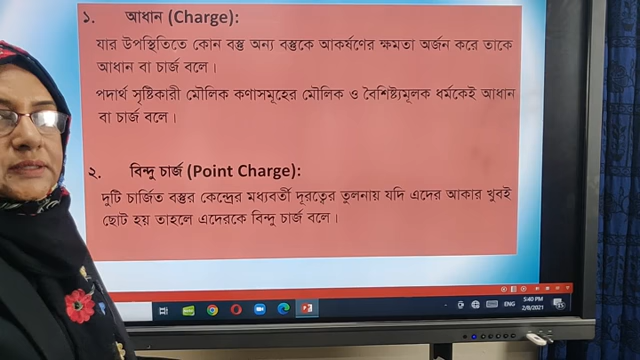 ১. আধান (Charge):
যার উপস্থিতিতে কোন বস্তু অন্য বস্তুকে আকর্ষণের ক্ষমতা অর্জন করে তাকে
আধান বা চার্জ বলে।
পদার্থ সৃষ্টিকারী মৌলিক কণাসমূহের মৌলিক ও বৈশিষ্ট্যমূলক ধর্মকেই আধান
বা চার্জ বলে।
২. বিন্দু চার্জ (Point Charge):
দুটি চার্জিত বস্তুর কেন্দ্রের মধ্যবর্তী দূরত্বের তুলনায় যদি এদের আকার খুবই
ছোট হয় তাহলে এদেরকে বিন্দু চার্জ বলে।
ENG
5:40 PM
2/8/2021